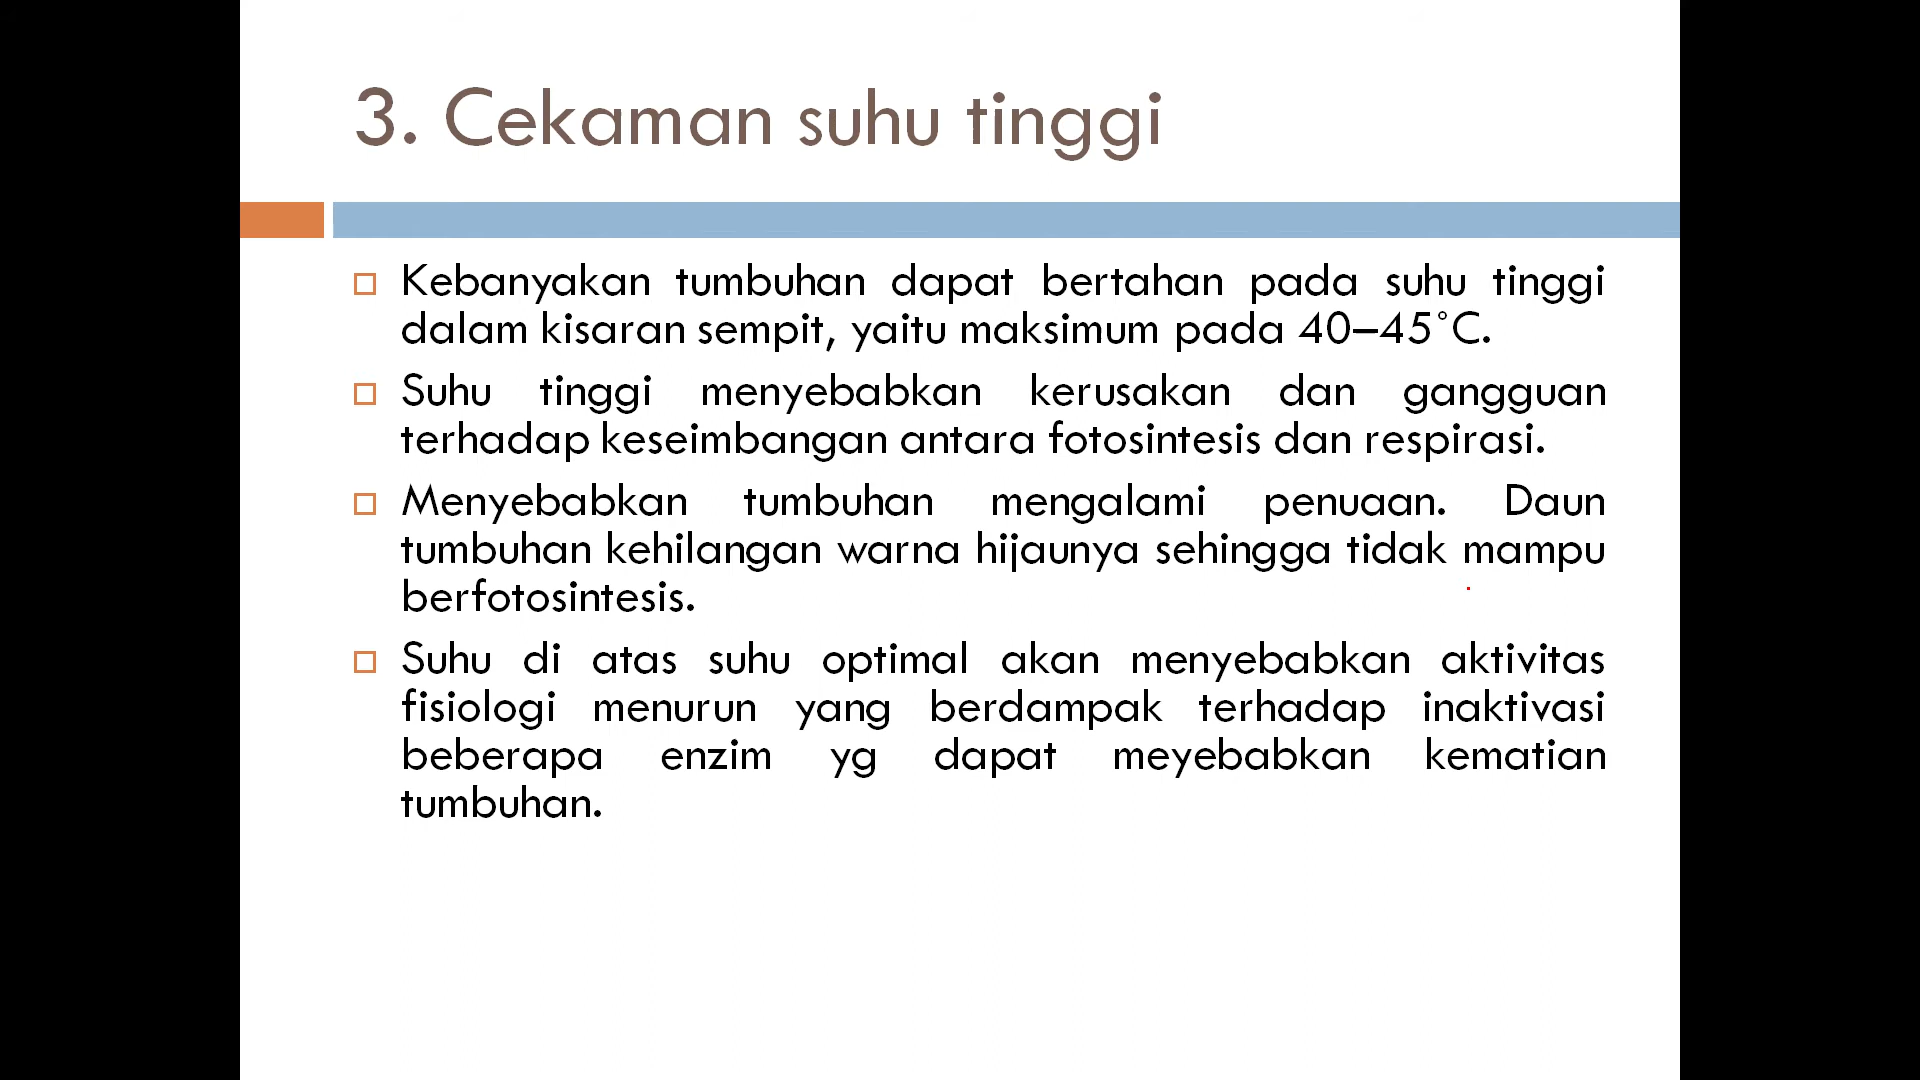 3. Cekaman suhu tinggi
Kebanyakan tumbuhan dapat bertahan pada suhu tinggi
dalam kisaran sempit, yaitu maksimum pada 40–45˚C.
Suhu tinggi menyebabkan kerusakan dan gangguan
terhadap keseimbangan antara fotosintesis dan respirasi.
Menyebabkan tumbuhan mengalami penuaan. Daun
tumbuhan kehilangan warna hijaunya sehingga tidak mampu
berfotosintesis.
Suhu di atas suhu optimal akan menyebabkan aktivitas
fisiologi menurun yang berdampak terhadap inaktivasi
beberapa enzim yg dapat meyebabkan kematian
tumbuhan.